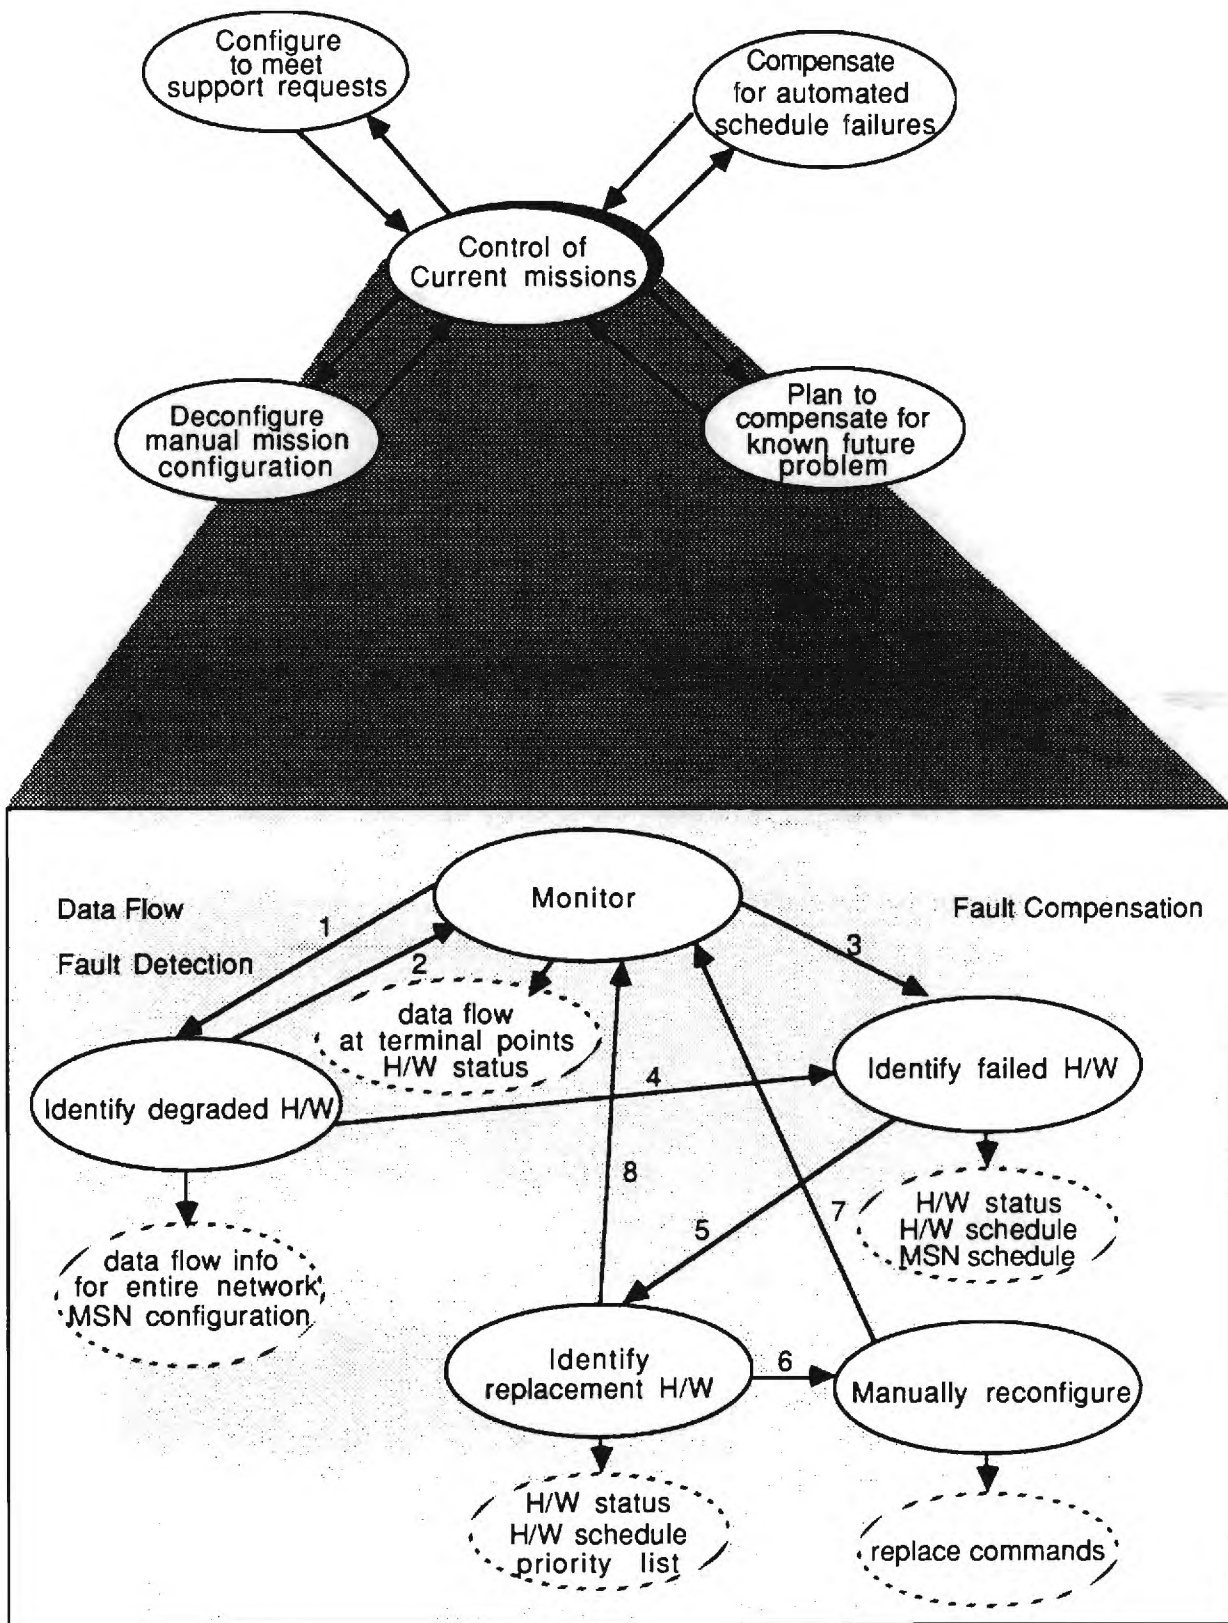 Configure
to meet
support requests
Compensate
for automated
schedule failures
Control of
Current missions
Deconfigure
manual mission
configuration
Plan to
compensate for
known future
problem
Monitor
Data Flow
Fault Detection
Fault Compensation
1
2
3
data flow
at terminal points
H/W status
Identify degraded H/W
4
Identify failed H/W
8
5
7
H/W status
H/W schedule
MSN schedule
data flow info
for entire network
MSN configuration
Identify
replacement H/W
6
Manually reconfigure
H/W status
H/W schedule
priority list
replace commands